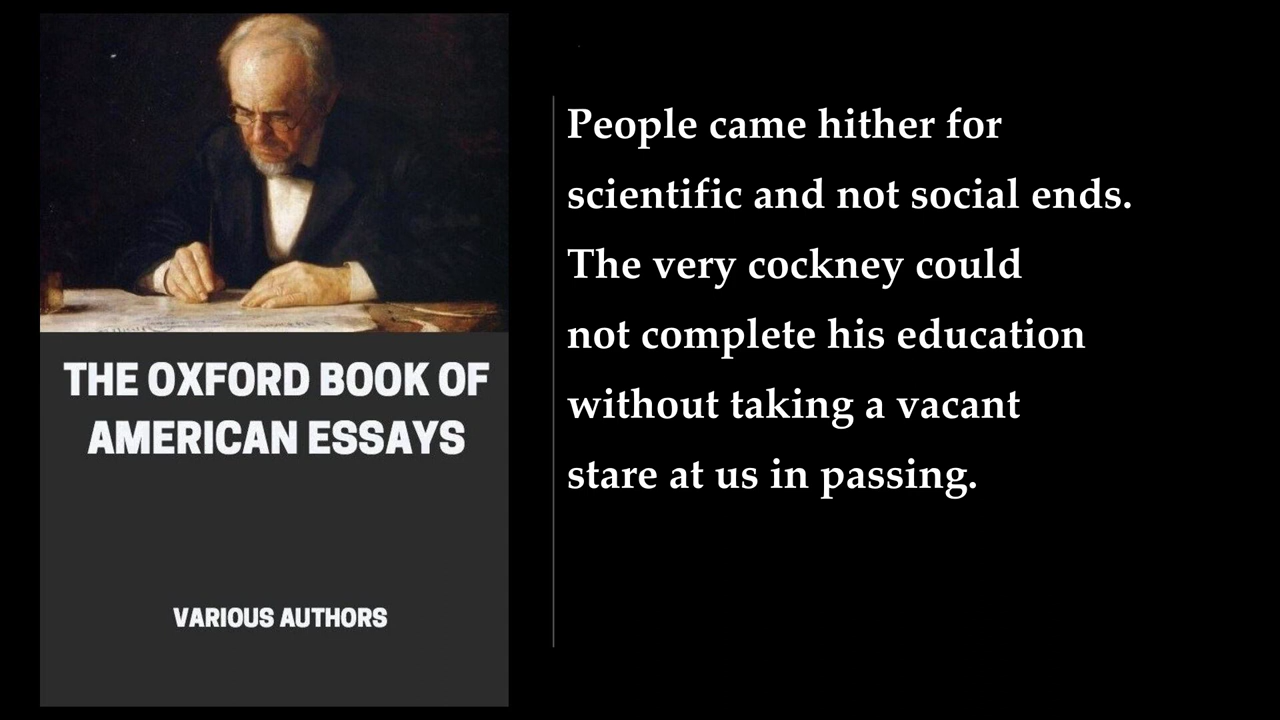 THE OXFORD BOOK OF
AMERICAN ESSAYS
VARIOUS AUTHORS
People came hither for
scientific and not social ends.
The very cockney could
not complete his education
without taking a vacant
stare at us in passing.